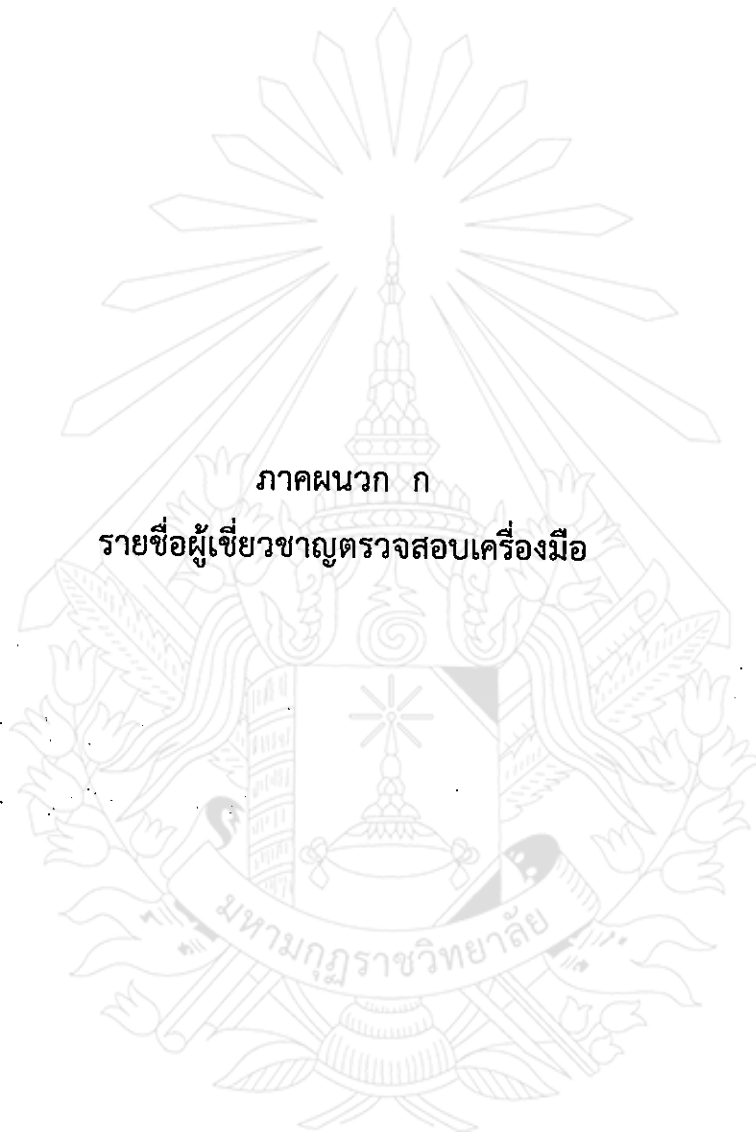 ภาคผนวก ก
รายชื่อผู้เชี่ยวชาญตรวจสอบเครื่องมือ
มหามกุฏราชวิทยาลัย